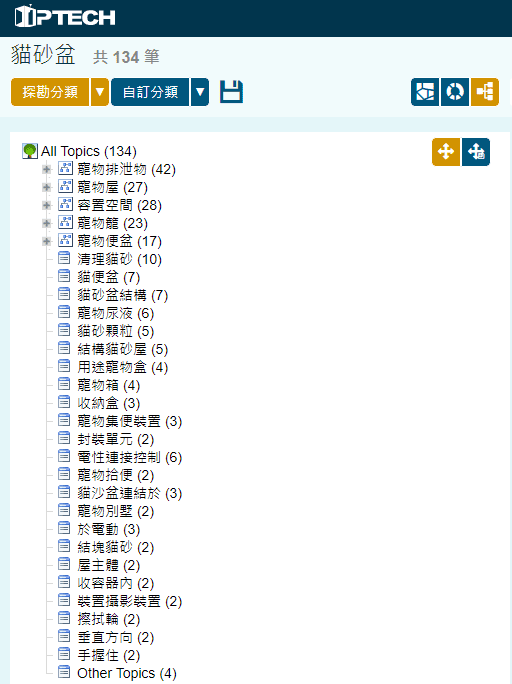 IPTECH
貓砂盆 共 134 筆
探勘分類 自訂分類
All Topics (134)
寵物排泄物 (42)
寵物屋 (27)
容置空間 (28)
寵物籠 (23)
寵物便盆 (17)
清理貓砂 (10)
貓便盆 (7)
貓砂盆結構 (7)
寵物尿液 (6)
貓砂顆粒 (5)
結構貓砂屋 (5)
用途寵物盒 (4)
寵物箱 (4)
收納盒 (3)
寵物集便裝置 (3)
封裝單元 (2)
電性連接控制 (6)
寵物拾便 (2)
貓沙盆連結於 (3)
寵物別墅 (2)
於電動 (3)
結塊貓砂 (2)
屋主體 (2)
收容器內 (2)
裝置攝影裝置 (2)
擦拭輪 (2)
垂直方向 (2)
手握住 (2)
Other Topics (4)